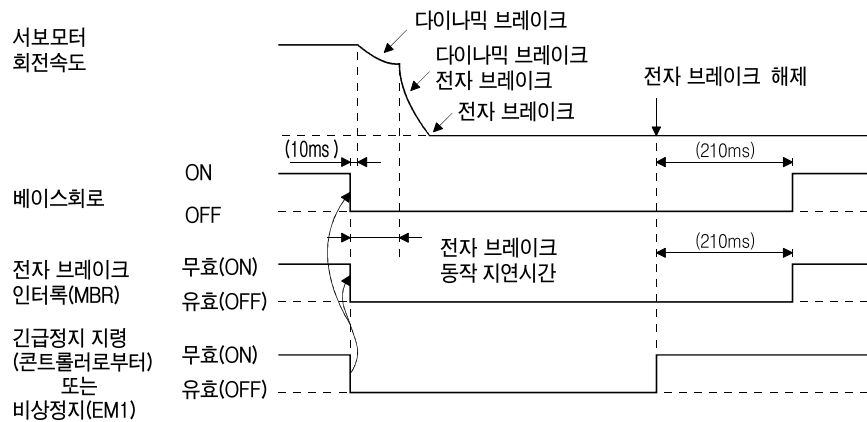 서보모터
회전속도
다이나믹 브레이크
다이나믹 브레이크
전자 브레이크
전자 브레이크
전자 브레이크 해제
(10ms)
(210ms)
베이스회로
ON
OFF
전자 브레이크
동작 지연시간
(210ms)
전자 브레이크
인터록(MBR)
무효(ON)
유효(OFF)
긴급정지 지령
(콘트롤러로부터)
또는
비상정지(EM1)
무효(ON)
유효(OFF)